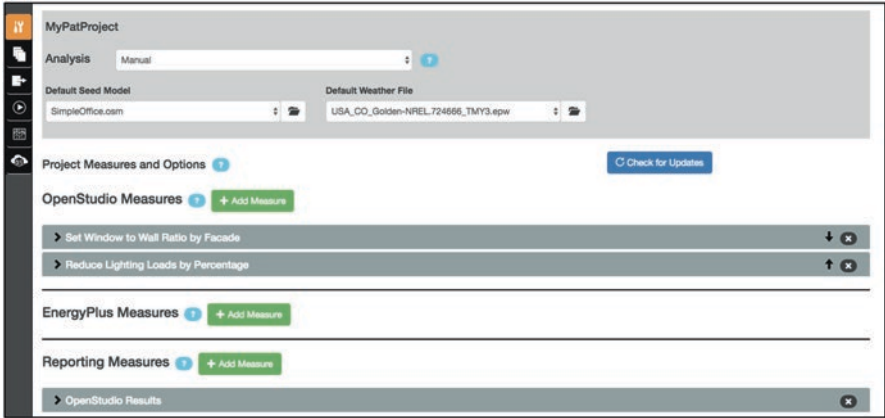 MyPatProject
Analysis Manual ?
Default Seed Model Default Weather File
SimpleOffice.osm USA_CO_Golden-NREL.724666_TMY3.epw
Project Measures and Options ? Check for Updates
OpenStudio Measures ? + Add Measure
Set Window to Wall Ratio by Facade
Reduce Lighting Loads by Percentage
EnergyPlus Measures ? + Add Measure
Reporting Measures ? + Add Measure
OpenStudio Results